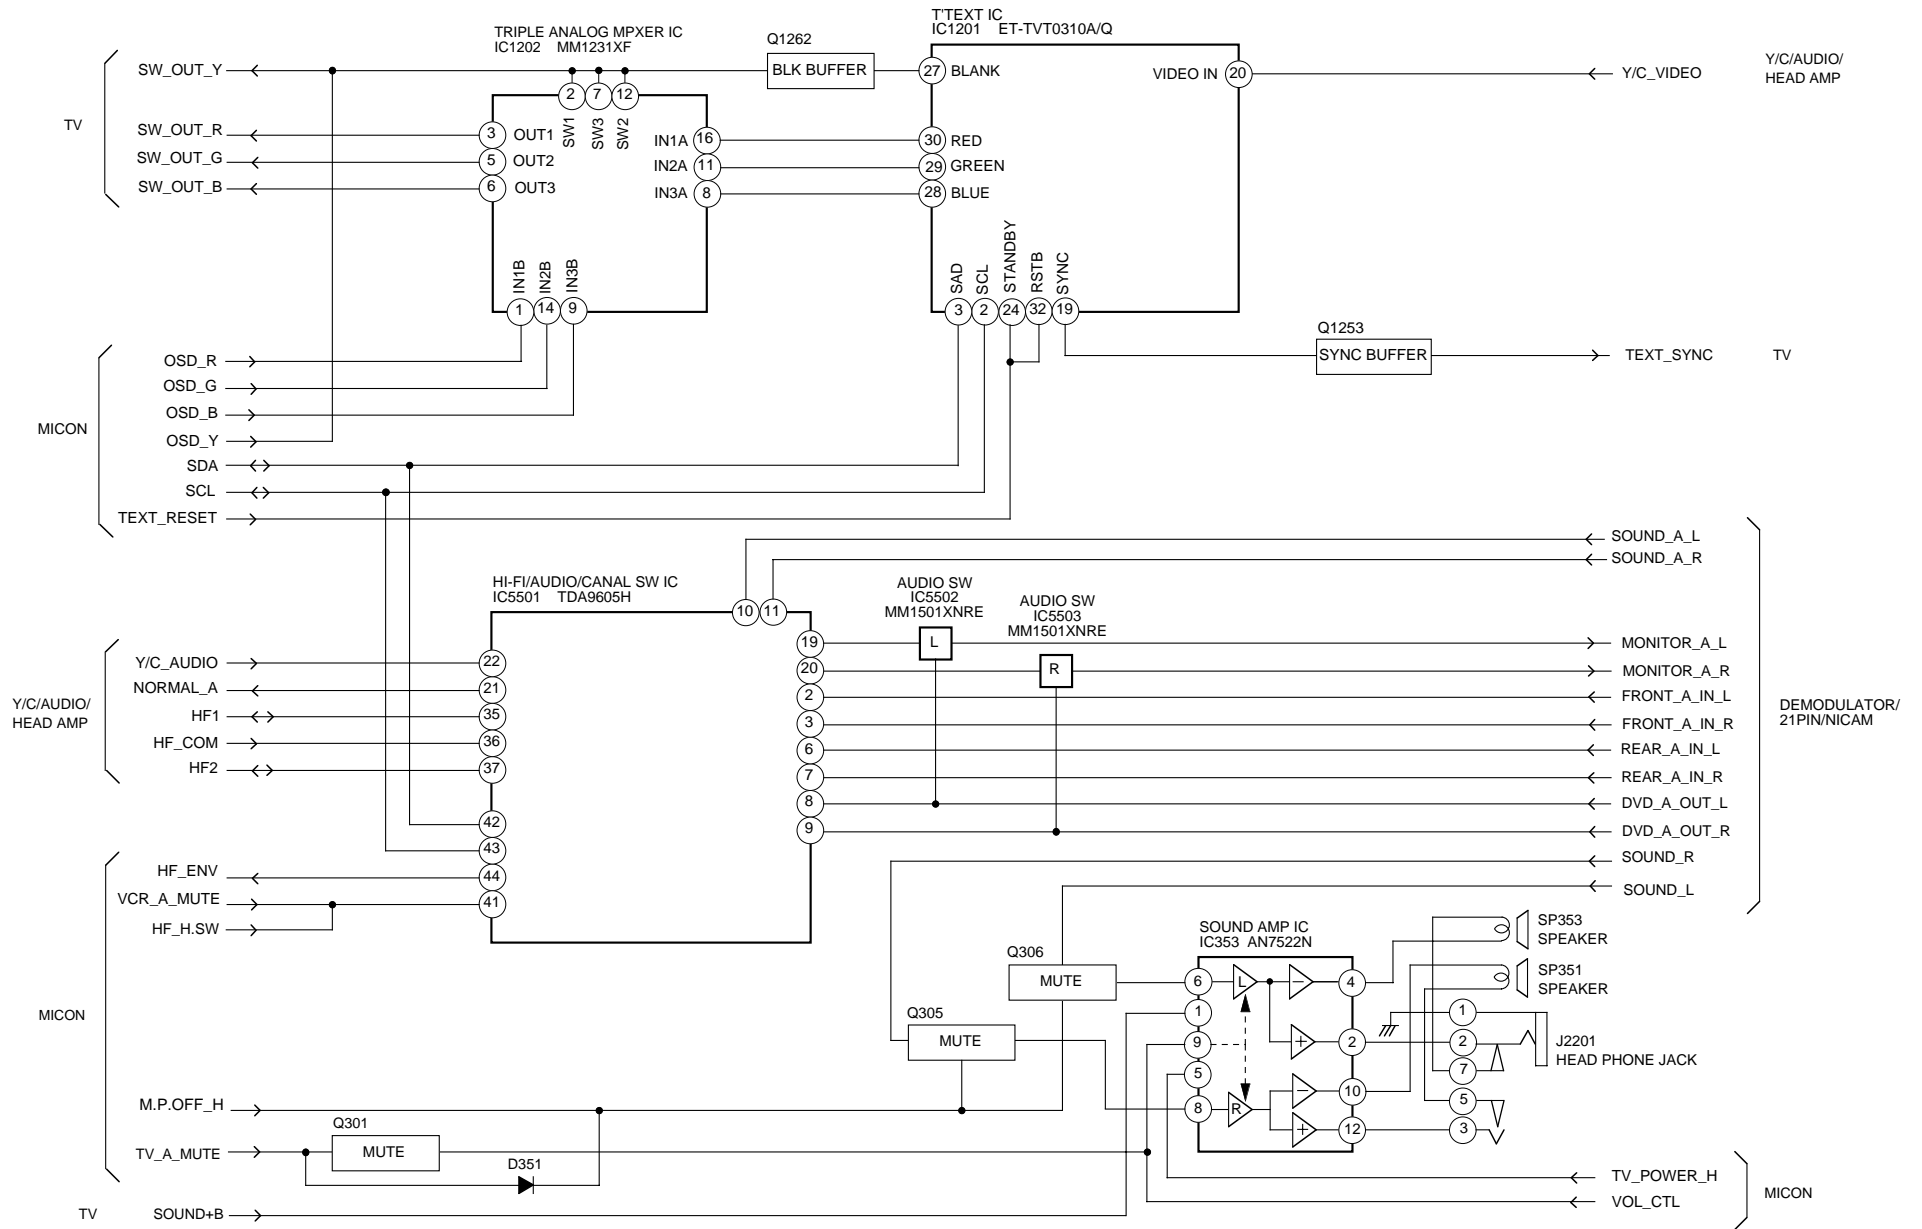 T'TEXT IC
IC1201 ET-TVT0310A/Q
TRIPLE ANALOG MPXER IC
IC1202 MM1231XF
Q1262
BLK BUFFER
SW_OUT_Y
27 BLANK
VIDEO IN 20
Y/C_VIDEO
Y/C/AUDIO/
HEAD AMP
2 7 12
SW1 SW3 SW2
TV
SW_OUT_R
3 OUT1
IN1A 16
30 RED
SW_OUT_G
5 OUT2
IN2A 11
29 GREEN
SW_OUT_B
6 OUT3
IN3A 8
28 BLUE
IN1B IN2B IN3B
1 14 9
SAD SCL STANDBY RSTB SYNC
3 2 24 32 19
Q1253
SYNC BUFFER
TEXT_SYNC
TV
MICON
OSD_R
OSD_G
OSD_B
OSD_Y
SDA
SCL
TEXT_RESET
SOUND_A_L
SOUND_A_R
HI-FI/AUDIO/CANAL SW IC
IC5501 TDA9605H
10 11
AUDIO SW
IC5502
MM1501XNRE
AUDIO SW
IC5503
MM1501XNRE
19
L
MONITOR_A_L
20
R
MONITOR_A_R
2
FRONT_A_IN_L
3
FRONT_A_IN_R
6
REAR_A_IN_L
7
REAR_A_IN_R
8
DVD_A_OUT_L
9
DVD_A_OUT_R
SOUND_R
SOUND_L
DEMODULATOR/
21PIN/NICAM
Y/C/AUDIO/
HEAD AMP
Y/C_AUDIO
22
NORMAL_A
21
HF1
35
HF_COM
36
HF2
37
42
43
HF_ENV
44
VCR_A_MUTE
41
HF_H.SW
MICON
SOUND AMP IC
IC353 AN7522N
Q306
MUTE
Q305
MUTE
6
1
9
5
8
L
R
−
+
−
+
4
2
10
12
SP353
SPEAKER
SP351
SPEAKER
1
2
7
5
3
J2201
HEAD PHONE JACK
M.P.OFF_H
Q301
MUTE
TV_A_MUTE
D351
TV_POWER_H
VOL_CTL
MICON
TV
SOUND+B